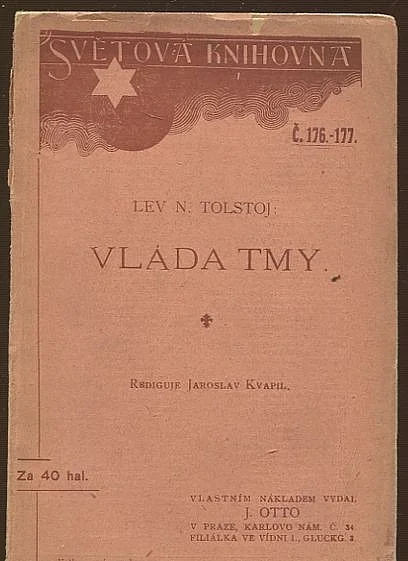 SVĚTOVÁ KNIHOVNA
Č. 176.-177.
LEV N. TOLSTOJ:
VLÁDA TMY.
REDIGUJE JAROSLAV KVAPIL.
Za 40 hal.
VLASTNÍM NÁKLADEM VYDAL
J. OTTO
V PRAZE, KARLOVO NÁM. Č. 34.
FILIÁLKA VE VÍDNI I., GLUCKG. 3.